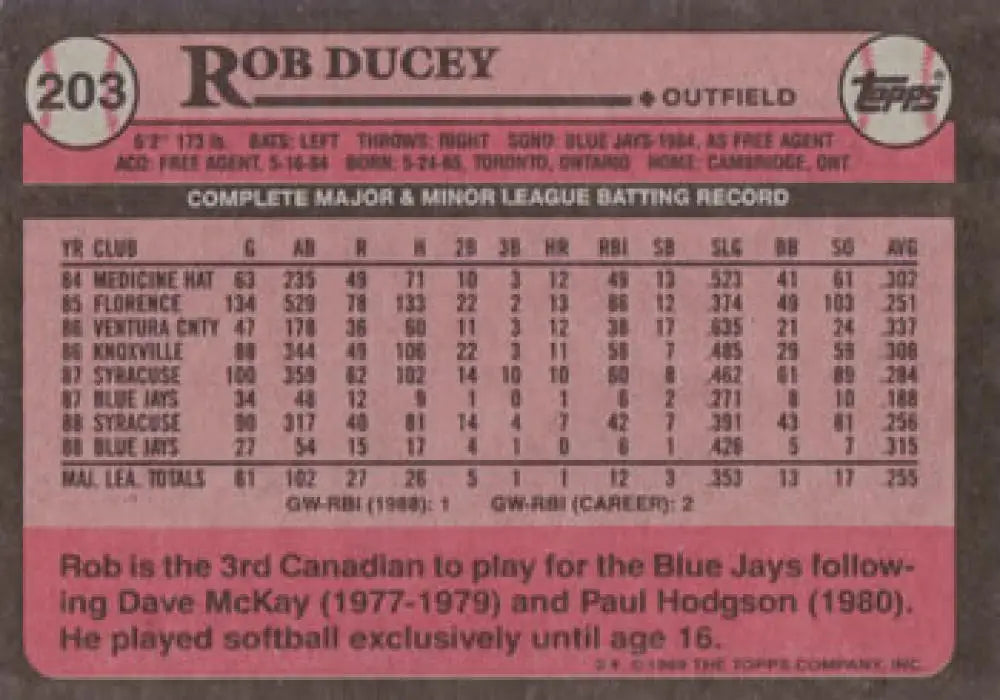 203 ROB DUCEY
OUTFIELD
topps
6'2" 173 lb. BATS: LEFT THROWS: RIGHT SGND: BLUE JAYS-1984, AS FREE AGENT
ACQ: FREE AGENT, 5-16-84 BORN: 5-24-65, TORONTO, ONTARIO HOME: CAMBRIDGE, ONT
COMPLETE MAJOR & MINOR LEAGUE BATTING RECORD
YR CLUB G AB R H 2B 3B HR RBI SB SLG BB SO AVG
84 MEDICINE HAT 63 235 49 71 10 3 12 49 13 .523 41 61 .302
85 FLORENCE 134 529 78 133 22 2 13 86 12 .374 49 103 .251
86 VENTURA CNTY 47 178 36 60 11 3 12 38 17 .635 21 24 .337
86 KNOXVILLE 88 344 49 106 22 3 11 58 7 .485 29 59 .308
87 SYRACUSE 100 359 62 102 14 10 10 60 8 .462 61 89 .284
87 BLUE JAYS 34 48 12 9 1 0 1 6 2 .271 8 10 .188
88 SYRACUSE 90 317 40 81 14 4 7 42 7 .391 43 81 .256
88 BLUE JAYS 27 54 15 17 4 1 0 6 1 .426 5 7 .315
MAJ. LEA. TOTALS 61 102 27 26 5 1 1 12 3 .353 13 17 .255
GW-RBI (1988): 1 GW-RBI (CAREER): 2
Rob is the 3rd Canadian to play for the Blue Jays follow-
ing Dave McKay (1977-1979) and Paul Hodgson (1980).
He played softball exclusively until age 16.
© 1989 THE TOPPS COMPANY, INC.